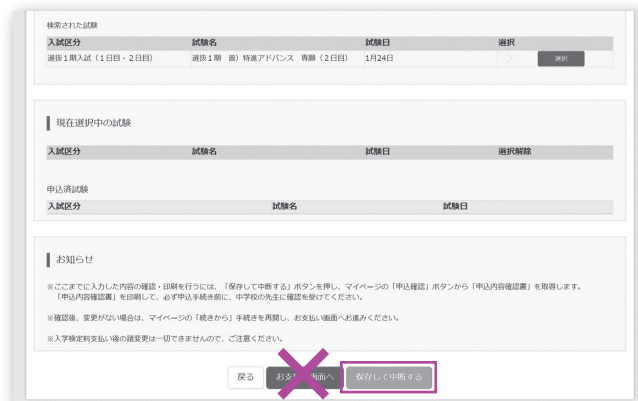 検索された試験
入試区分 試験名 試験日 選択
選抜1期入試（1日目・2日目） 選抜1期 普）特進アドバンス 専願（2日目） 1月24日 選択
現在選択中の試験
入試区分 試験名 試験日 選択解除
申込済試験
入試区分 試験名 試験日
お知らせ
※ここまでに入力した内容の確認・印刷を行うには、「保存して中断する」ボタンを押し、マイページの「申込確認」ボタンから「申込内容確認書」を取得します。
「申込内容確認書」を印刷して、必ず申込手続き前に、中学校の先生に確認を受けてください。
※確認後、変更がない場合は、マイページの「続きから」手続きを再開し、お支払い画面へお進みください。
※入学検定料支払い後の諸変更は一切できませんので、ご注意ください。
戻る お支払い画面へ 保存して中断する